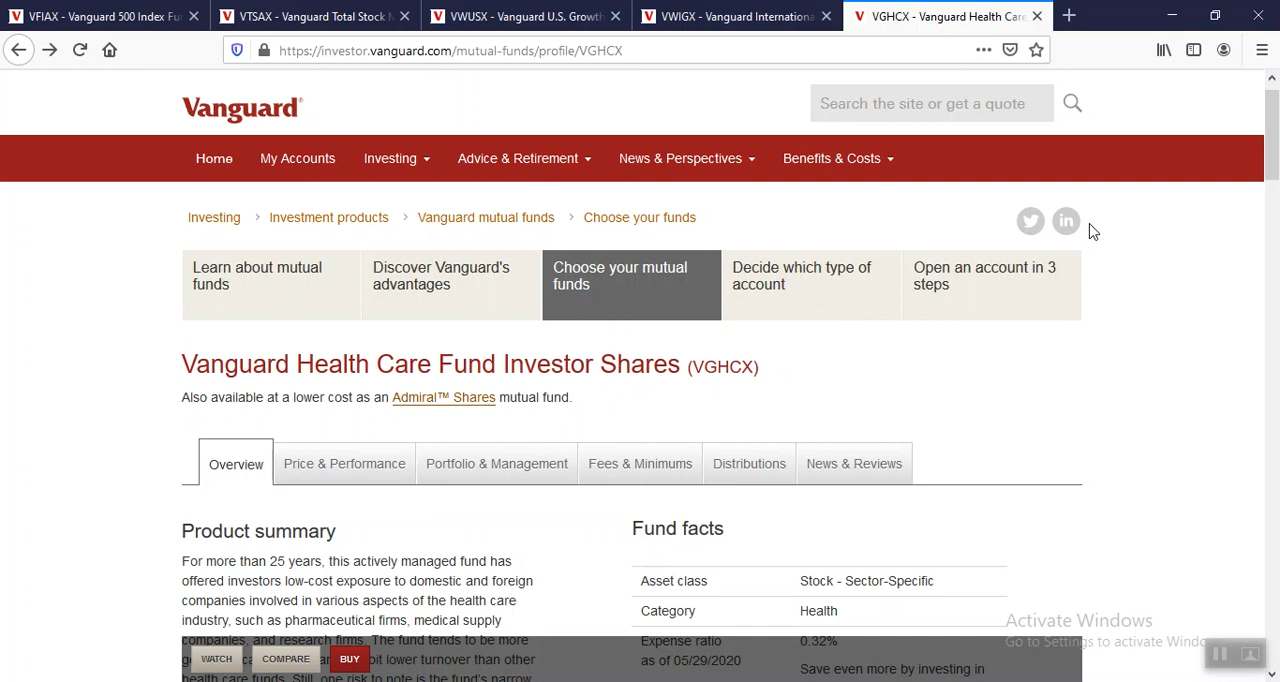 VFIAX - Vanguard 500 Index Fu
VTSAX - Vanguard Total Stock
VWUSX - Vanguard U.S. Growth
VWIGX - Vanguard Internationa
VGHCX - Vanguard Health Care
https://investor.vanguard.com/mutual-funds/profile/VGHCX
Vanguard®
Search the site or get a quote
Home My Accounts Investing Advice & Retirement News & Perspectives Benefits & Costs
Investing > Investment products > Vanguard mutual funds > Choose your funds
Learn about mutual funds
Discover Vanguard's advantages
Choose your mutual funds
Decide which type of account
Open an account in 3 steps
Vanguard Health Care Fund Investor Shares (VGHCX)
Also available at a lower cost as an Admiral™ Shares mutual fund.
Overview Price & Performance Portfolio & Management Fees & Minimums Distributions News & Reviews
Product summary
For more than 25 years, this actively managed fund has
offered investors low-cost exposure to domestic and foreign
companies involved in various aspects of the health care
industry, such as pharmaceutical firms, medical supply
companies, and research firms. The fund tends to be more
bit lower turnover than other
health care funds. Still, one risk to note is the fund's narrow
Fund facts
Asset class Stock - Sector-Specific
Category Health
Expense ratio 0.32%
as of 05/29/2020
Save even more by investing in
WATCH COMPARE BUY
Activate Windows
Go to Settings to activate